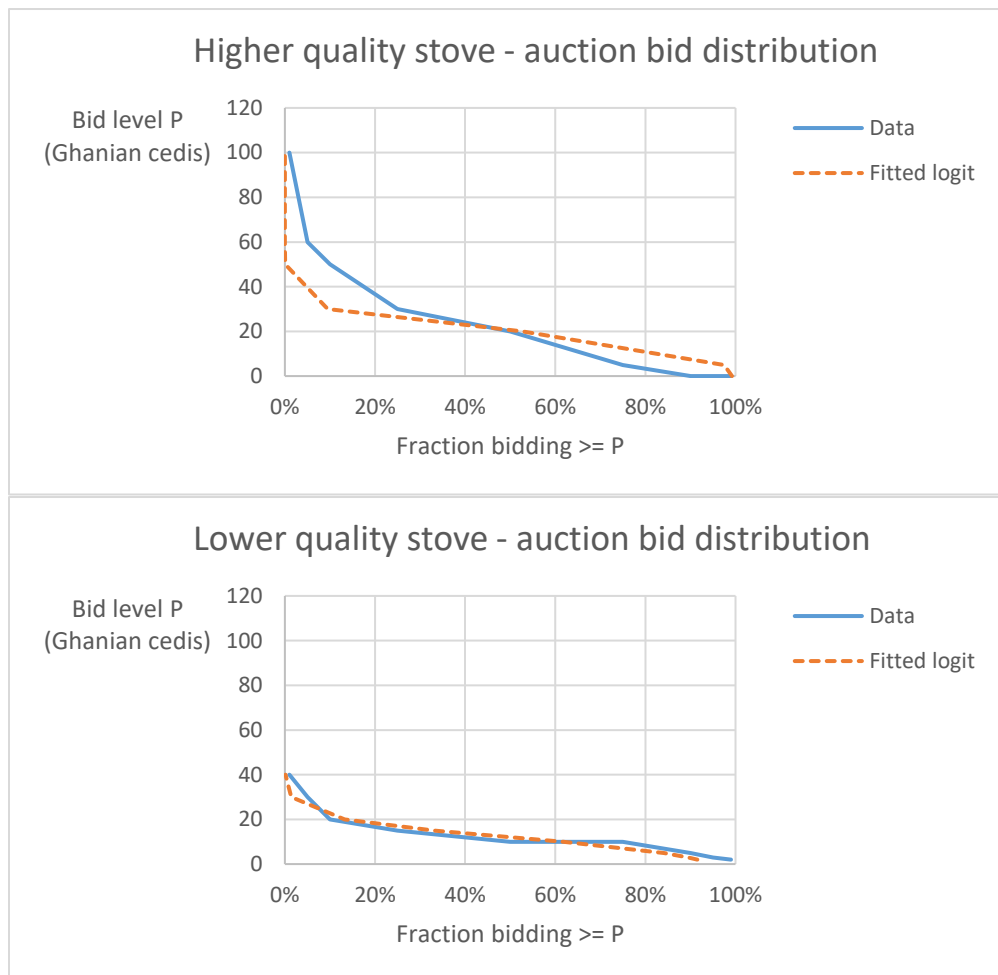 Higher quality stove - auction bid distribution
Bid level P
(Ghanian cedis)
120
100
80
60
40
20
0
0% 20% 40% 60% 80% 100%
Fraction bidding >= P
Data
Fitted logit
Lower quality stove - auction bid distribution
Bid level P
(Ghanian cedis)
120
100
80
60
40
20
0
0% 20% 40% 60% 80% 100%
Fraction bidding >= P
Data
Fitted logit